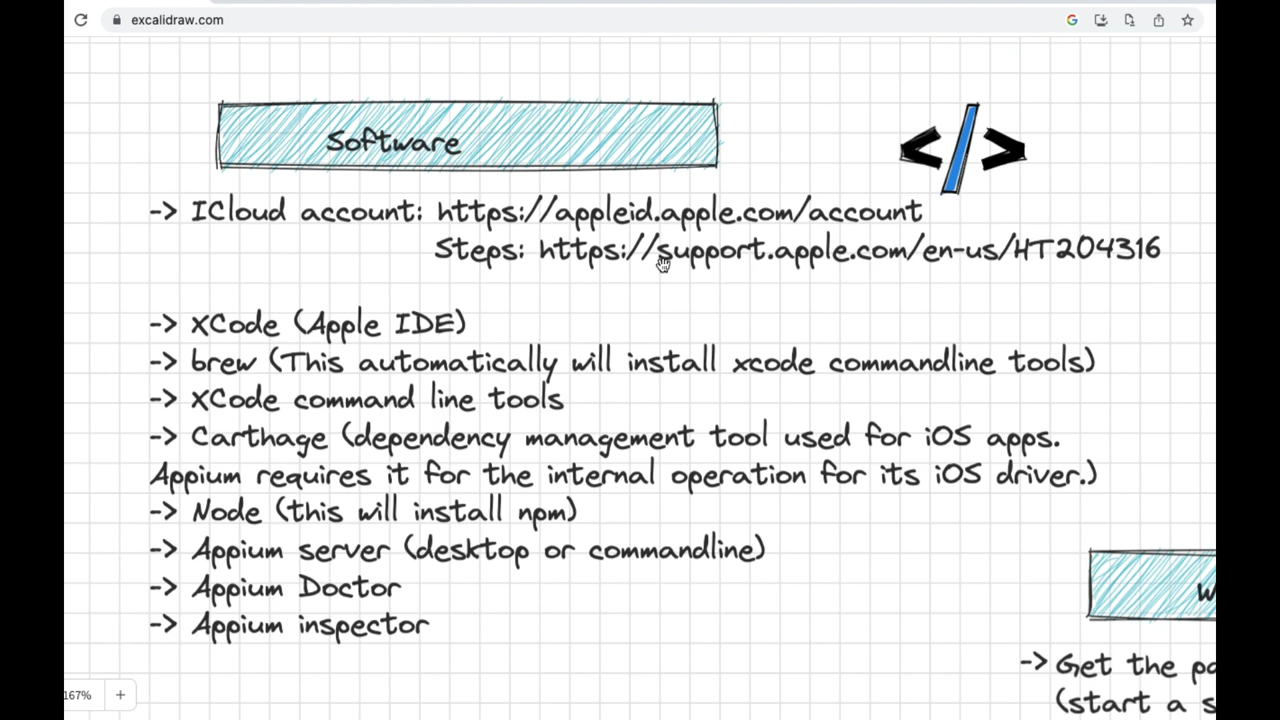 excalidraw.com
Software
</>
-> ICloud account: https://appleid.apple.com/account
Steps: https://support.apple.com/en-us/HT204316
-> XCode (Apple IDE)
-> brew (This automatically will install xcode commandline tools)
-> XCode command line tools
-> Carthage (dependency management tool used for iOS apps.
Appium requires it for the internal operation for its iOS driver.)
-> Node (this will install npm)
-> Appium server (desktop or commandline)
-> Appium Doctor
-> Appium inspector
-> Get the
(start a
167% +